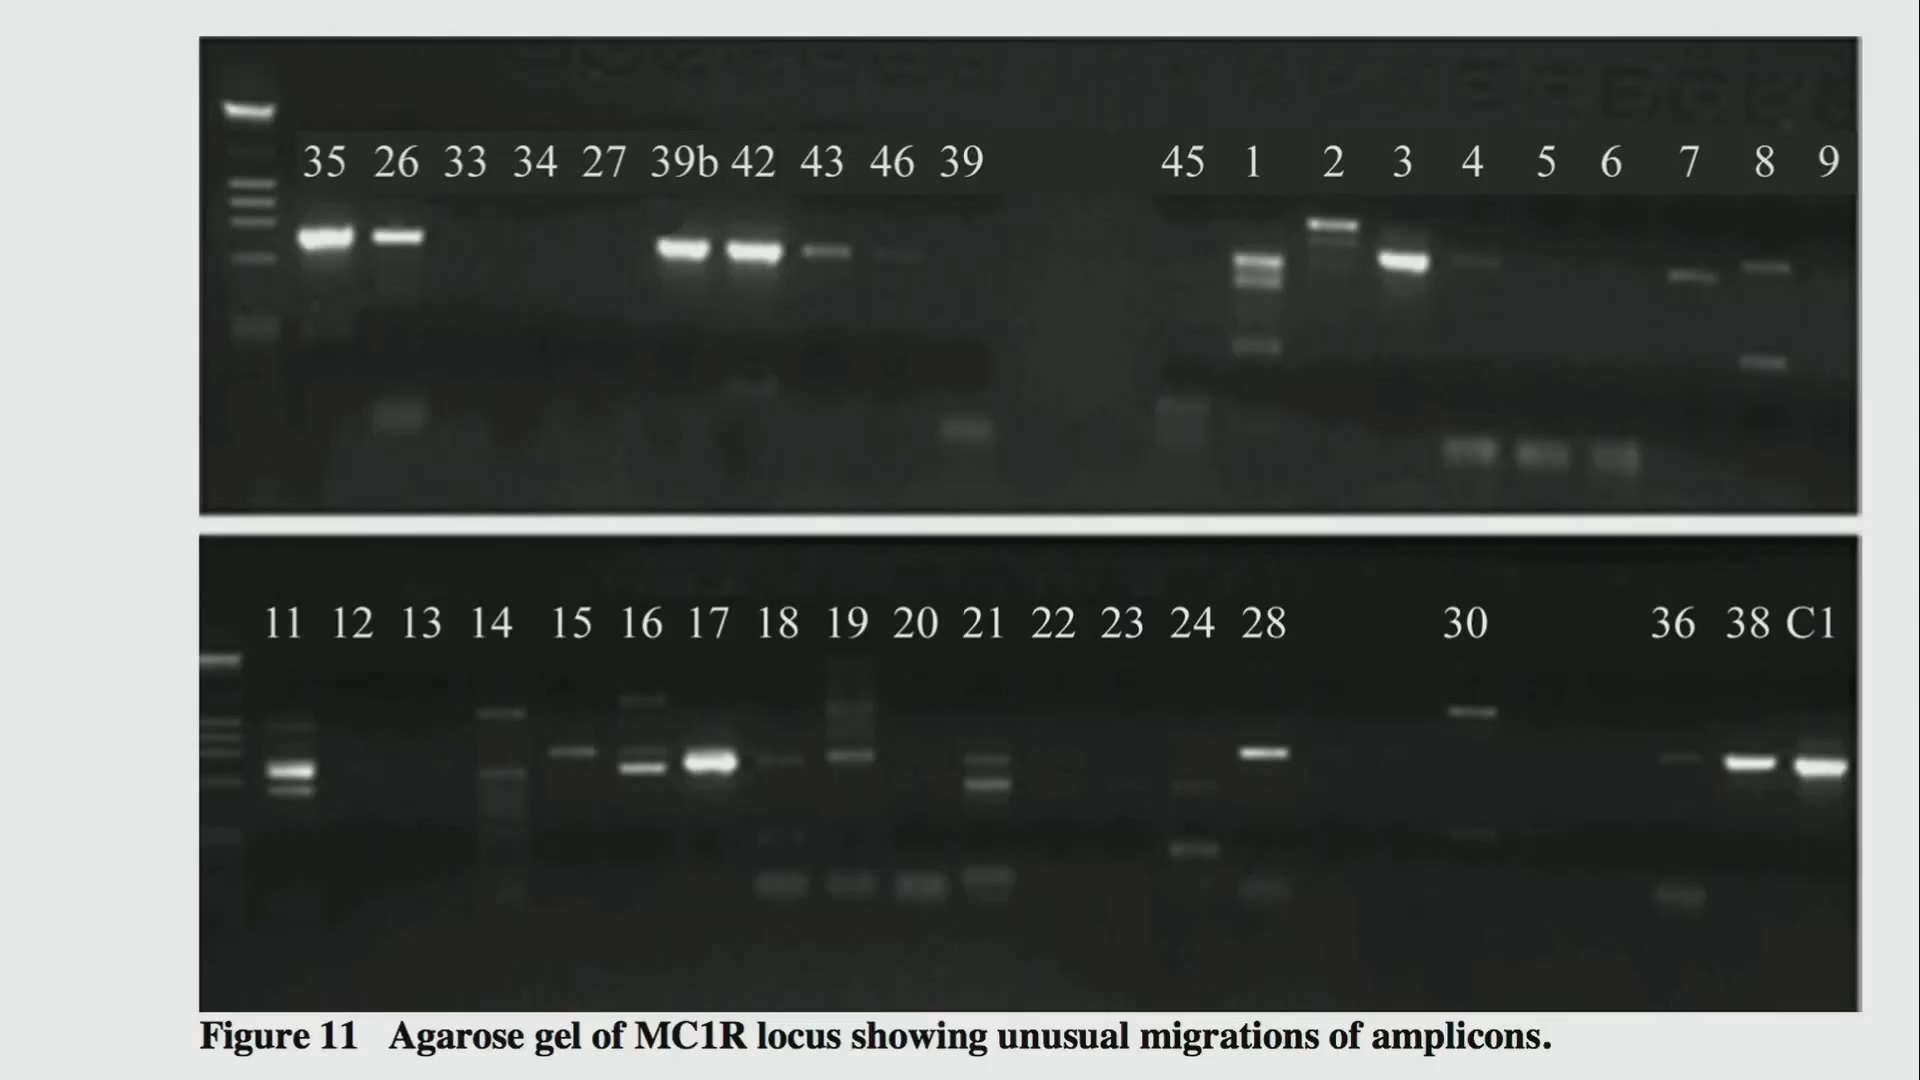 35 26 33 34 27 39b 42 43 46 39 45 1 2 3 4 5 6 7 8 9
11 12 13 14 15 16 17 18 19 20 21 22 23 24 28 30 36 38 C1
Figure 11 Agarose gel of MC1R locus showing unusual migrations of amplicons.